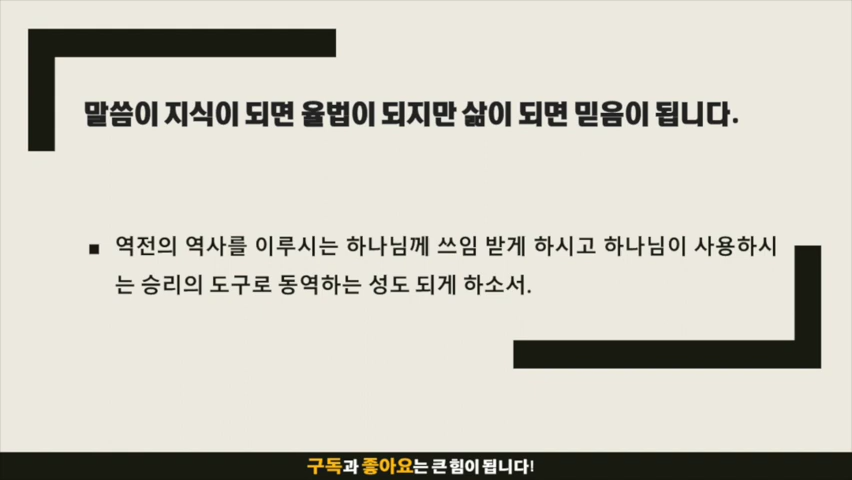 말씀이 지식이 되면 율법이 되지만 삶이 되면 믿음이 됩니다.
■ 역전의 역사를 이루시는 하나님께 쓰임 받게 하시고 하나님이 사용하시
는 승리의 도구로 동역하는 성도 되게 하소서.
구독과 좋아요는 큰 힘이 됩니다!